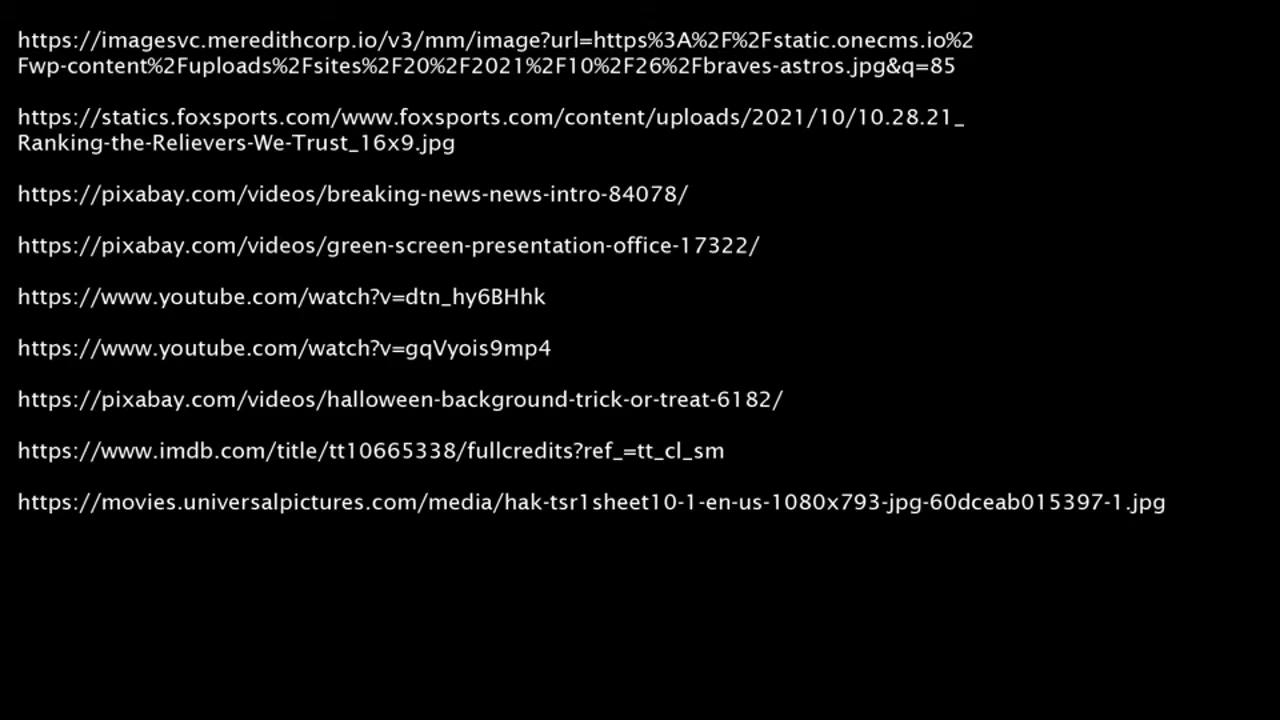 https://imagesvc.meredithcorp.io/v3/mm/image?url=https%3A%2F%2Fstatic.onecms.io%2
Fwp-content%2Fuploads%2Fsites%2F20%2F2021%2F10%2F26%2Fbraves-astros.jpg&q=85
https://statics.foxsports.com/www.foxsports.com/content/uploads/2021/10/10.28.21_
Ranking-the-Relievers-We-Trust_16x9.jpg
https://pixabay.com/videos/breaking-news-news-intro-84078/
https://pixabay.com/videos/green-screen-presentation-office-17322/
https://www.youtube.com/watch?v=dtn_hy6BHhk
https://www.youtube.com/watch?v=gqVyois9mp4
https://pixabay.com/videos/halloween-background-trick-or-treat-6182/
https://www.imdb.com/title/tt10665338/fullcredits?ref_=tt_cl_sm
https://movies.universalpictures.com/media/hak-tsr1sheet10-1-en-us-1080x793-jpg-60dceab015397-1.jpg